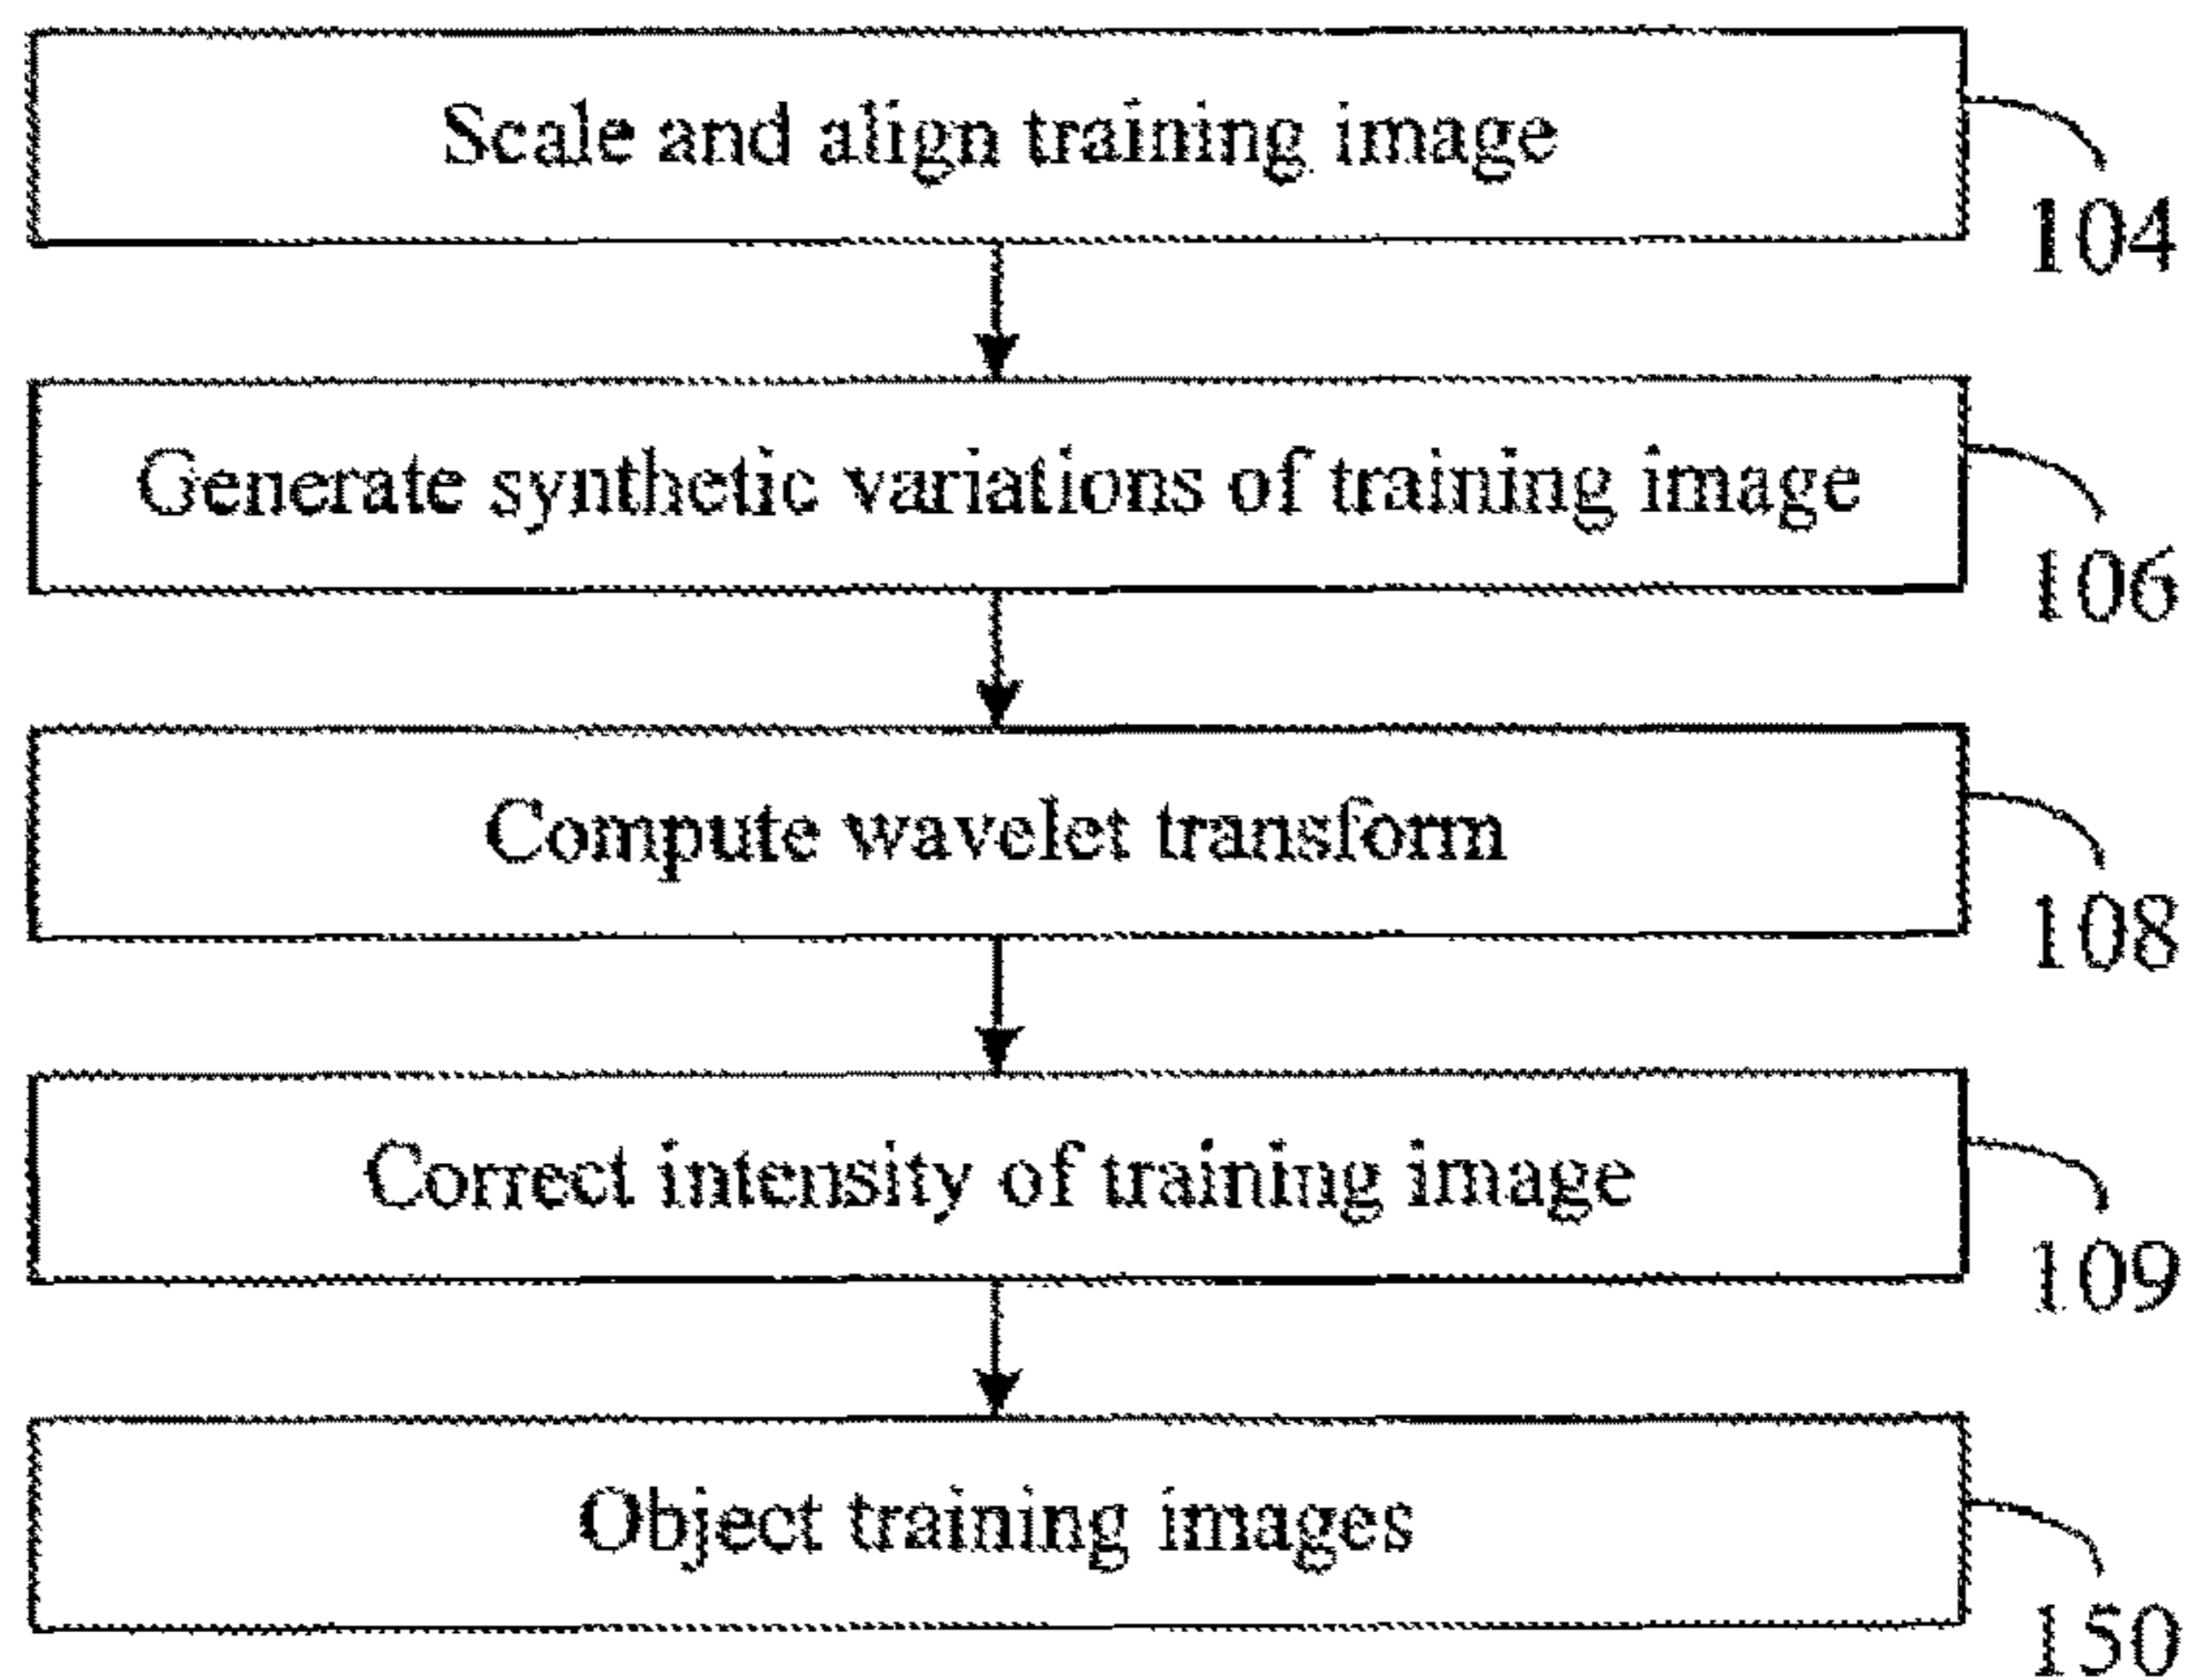 Scale and align training image
104
Generate synthetic variations of training image
106
Compute wavelet transform
108
Correct intensity of training image
109
Object training images
150